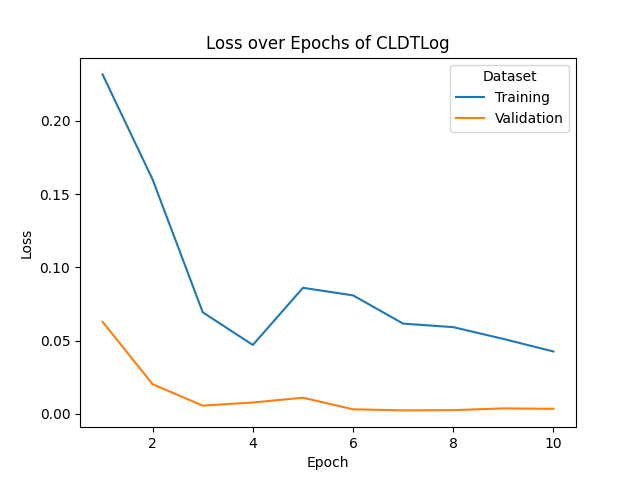 Loss over Epochs of CLDTLog
Dataset
Training
Validation
0.20
0.15
0.10
0.05
0.00
Loss
2
4
6
8
10
Epoch